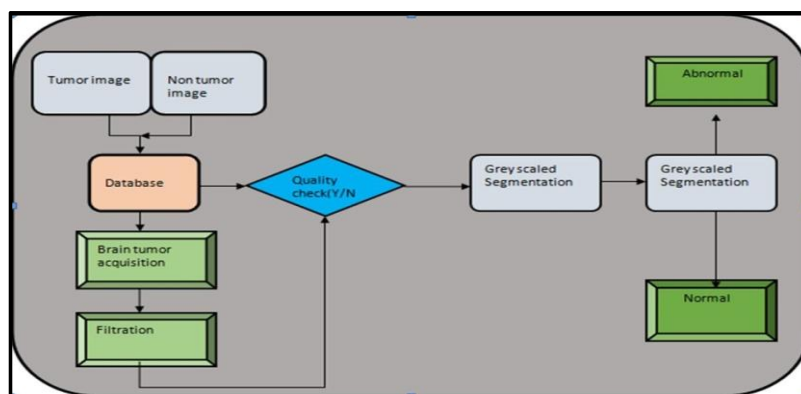 Tumor image
Non tumor
image
Abnormal
Database
Quality
check(Y/N
Grey scaled
Segmentation
Grey scaled
Segmentation
Brain tumor
acquisition
Filtration
Normal